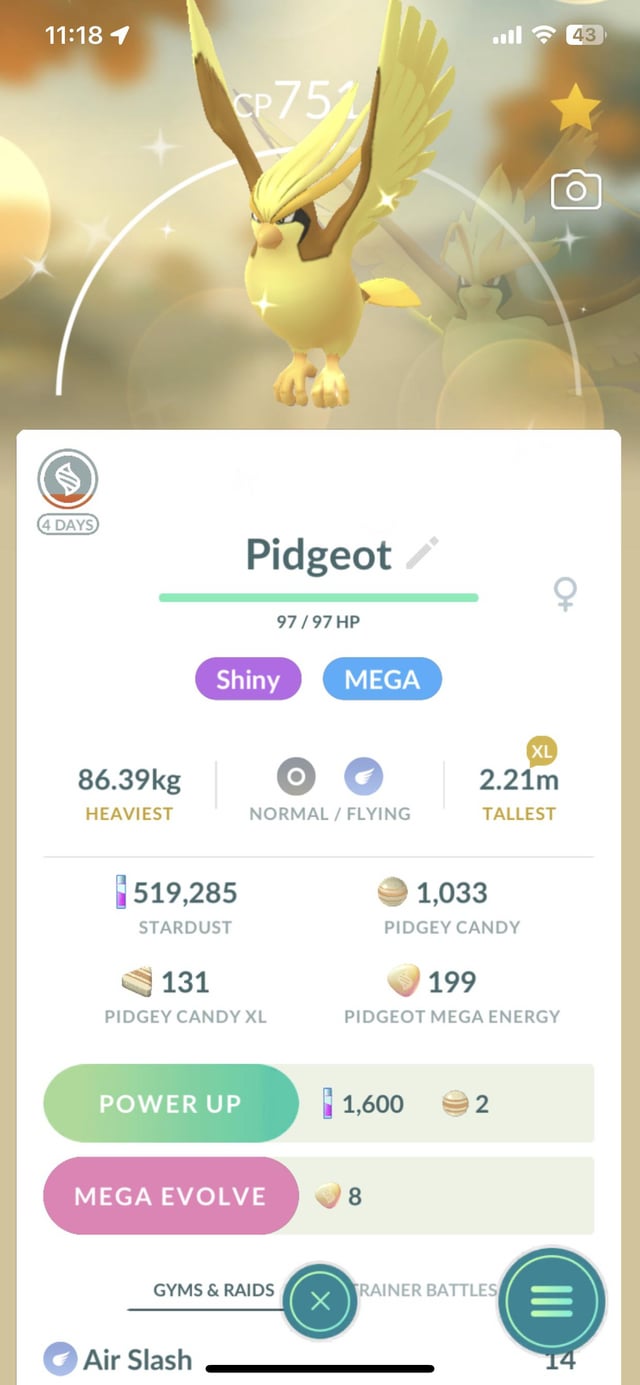 11:18
43
CP751
4 DAYS
Pidgeot
97 / 97 HP
Shiny
MEGA
XL
86.39kg
2.21m
HEAVIEST
NORMAL / FLYING
TALLEST
519,285
1,033
STARDUST
PIDGEY CANDY
131
199
PIDGEY CANDY XL
PIDGEOT MEGA ENERGY
POWER UP
1,600
2
MEGA EVOLVE
8
GYMS & RAIDS
TRAINER BATTLES
Air Slash
14